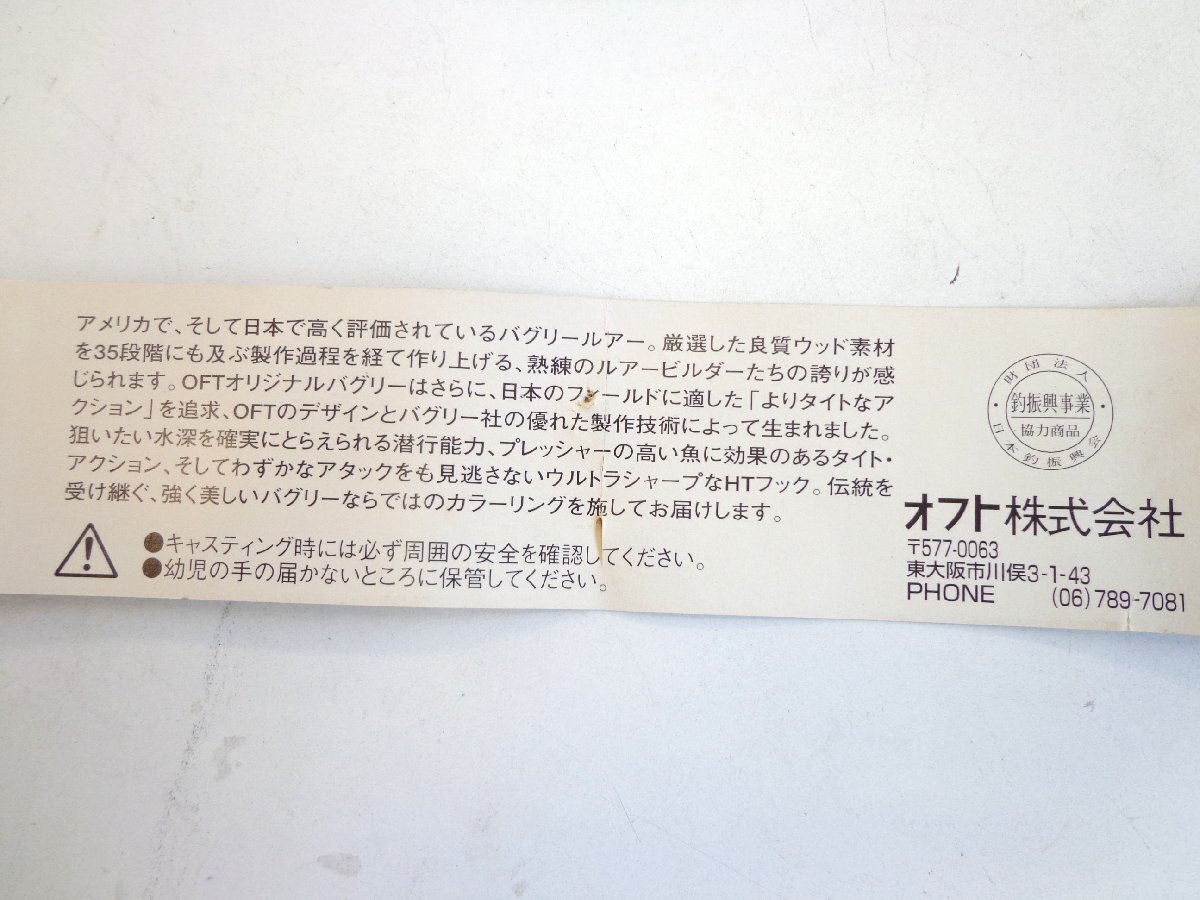 アメリカで、そして日本で高く評価されているバグリールアー。厳選した良質ウッド素材
を35段階にも及ぶ製作過程を経て作り上げる、熟練のルアービルダーたちの誇りが感
じられます。OFTオリジナルバグリーはさらに、日本のフィールドに適した「よりタイトなア
クション」を追求、OFTのデザインとバグリー社の優れた製作技術によって生まれました。
狙いたい水深を確実にとらえられる潜行能力、プレッシャーの高い魚に効果のあるタイト・
アクション、そしてわずかなアタックをも見逃さないウルトラシャープなHTフック。伝統を
受け継ぐ、強く美しいバグリーならではのカラーリングを施してお届けします。
●キャスティング時には必ず周囲の安全を確認してください。
●幼児の手の届かないところに保管してください。
財団法人
釣振興事業
協力商品
日本釣振興会
オフト株式会社
〒577-0063
東大阪市川俣3-1-43
PHONE (06)789-7081